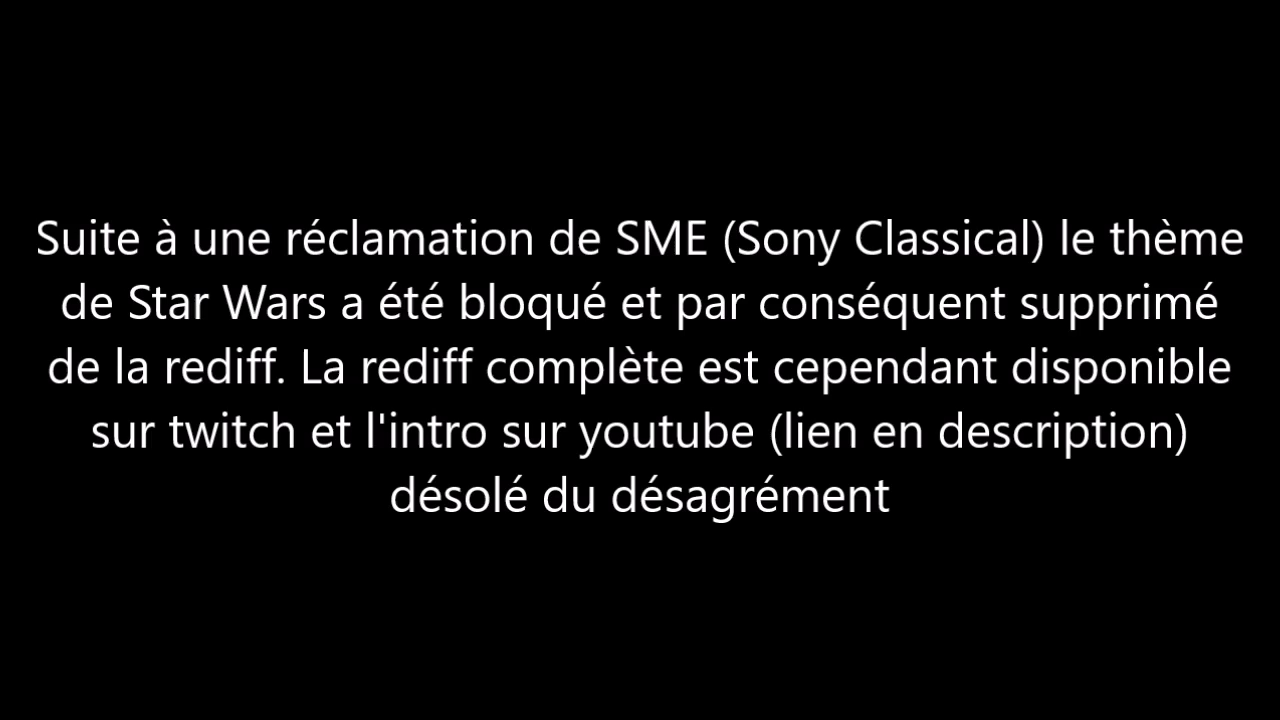 Suite à une réclamation de SME (Sony Classical) le thème
de Star Wars a été bloqué et par conséquent supprimé
de la rediff. La rediff complète est cependant disponible
sur twitch et l'intro sur youtube (lien en description)
désolé du désagrément